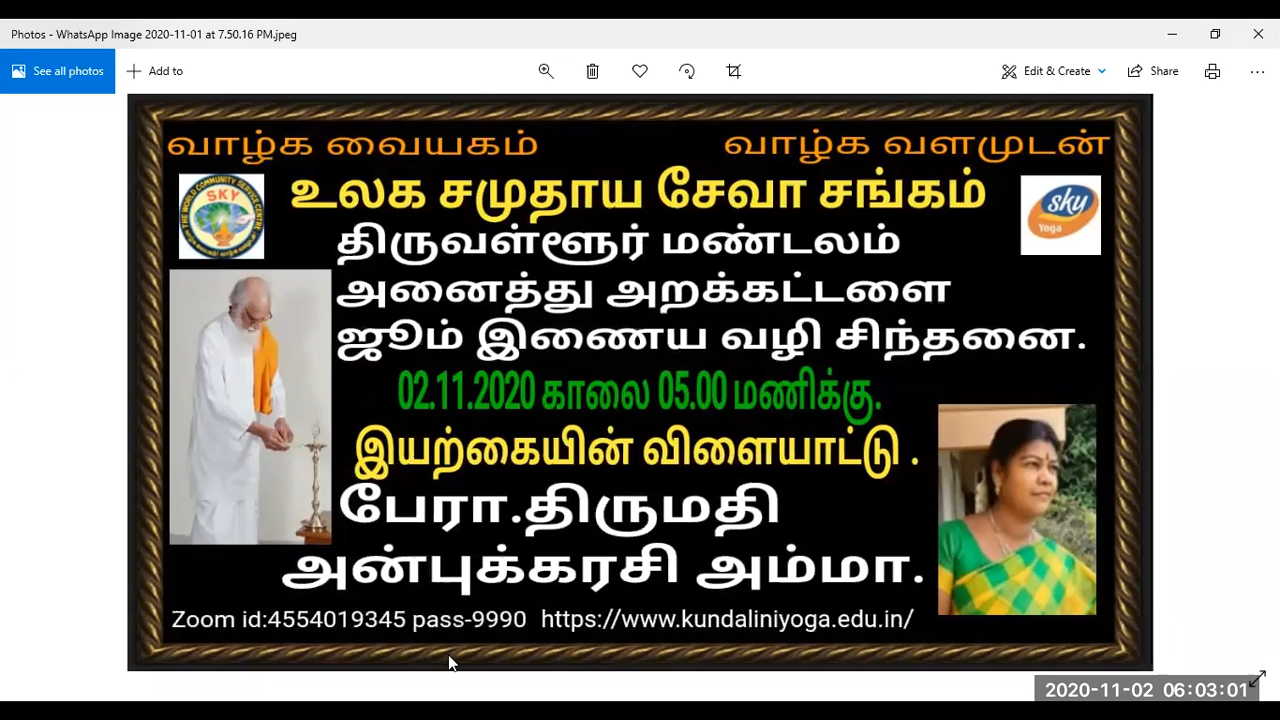 Photos - WhatsApp Image 2020-11-01 at 7.50.16 PM.jpeg
See all photos
Add to
Edit & Create
Share
வாழ்க வையகம்
வாழ்க வளமுடன்
உலக சமுதாய சேவா சங்கம்
SKY
sky
Yoga
திருவள்ளூர் மண்டலம்
அனைத்து அறக்கட்டளை
ஜூம் இணைய வழி சிந்தனை.
02.11.2020 காலை 05.00 மணிக்கு.
இயற்கையின் விளையாட்டு .
பேரா.திருமதி
அன்புக்கரசி அம்மா.
Zoom id:4554019345 pass-9990 https://www.kundaliniyoga.edu.in/
2020-11-02 06:03:01